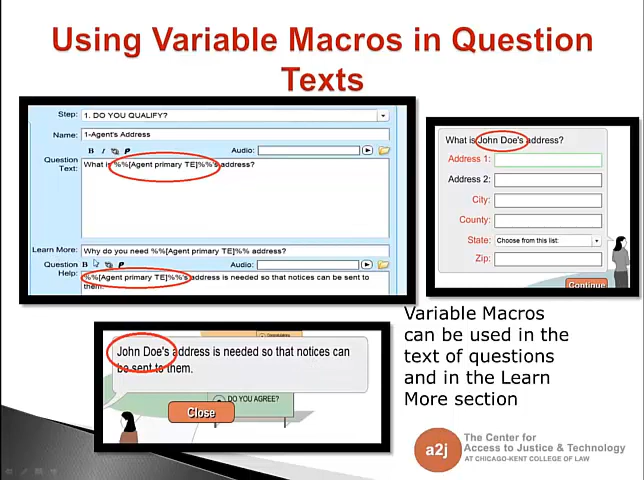 Using Variable Macros in Question
Texts
Step: 1. DO YOU QUALIFY?
Name: 1-Agent's Address
B I P Audio:
Question Text: What is %%[Agent primary TE]%%'s address?
Learn More: Why do you need %%[Agent primary TE]%% address?
Question Help: B P Audio:
%%[Agent primary TE]%%'s address is needed so that notices can be sent to
them.
What is John Doe's address?
Address 1:
Address 2:
City:
County:
State: Choose from this list:
Zip:
Continue
John Doe's address is needed so that notices can
be sent to them.
DO YOU AGREE?
Close
Variable Macros
can be used in the
text of questions
and in the Learn
More section
a2j
The Center for
Access to Justice & Technology
AT CHICAGO-KENT COLLEGE OF LAW